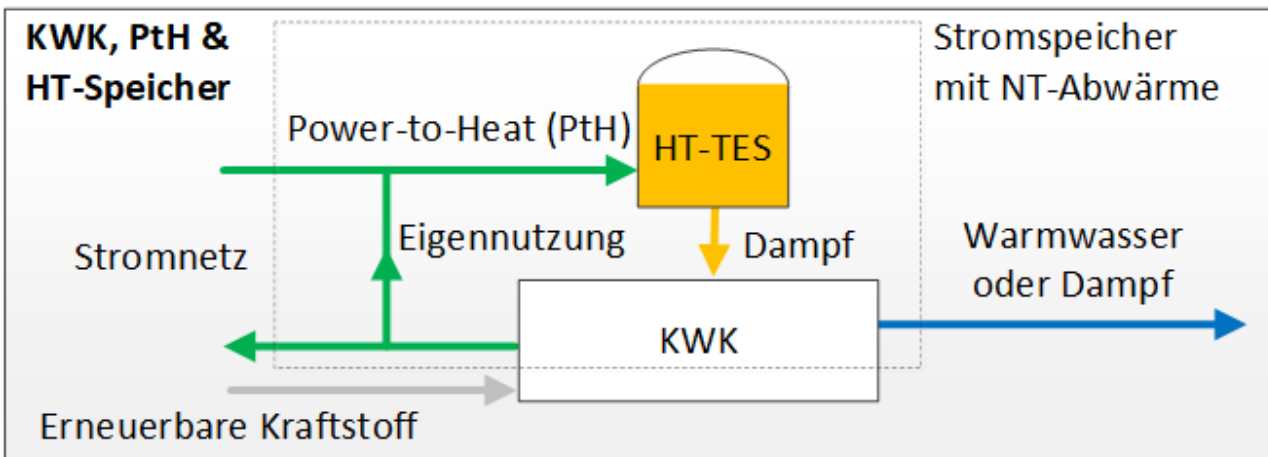 KWK, PtH &
HT-Speicher
Stromspeicher
mit NT-Abwärme
Power-to-Heat (PtH)
HT-TES
Stromnetz
Eigennutzung
Dampf
Warmwasser
oder Dampf
KWK
Erneuerbare Kraftstoff